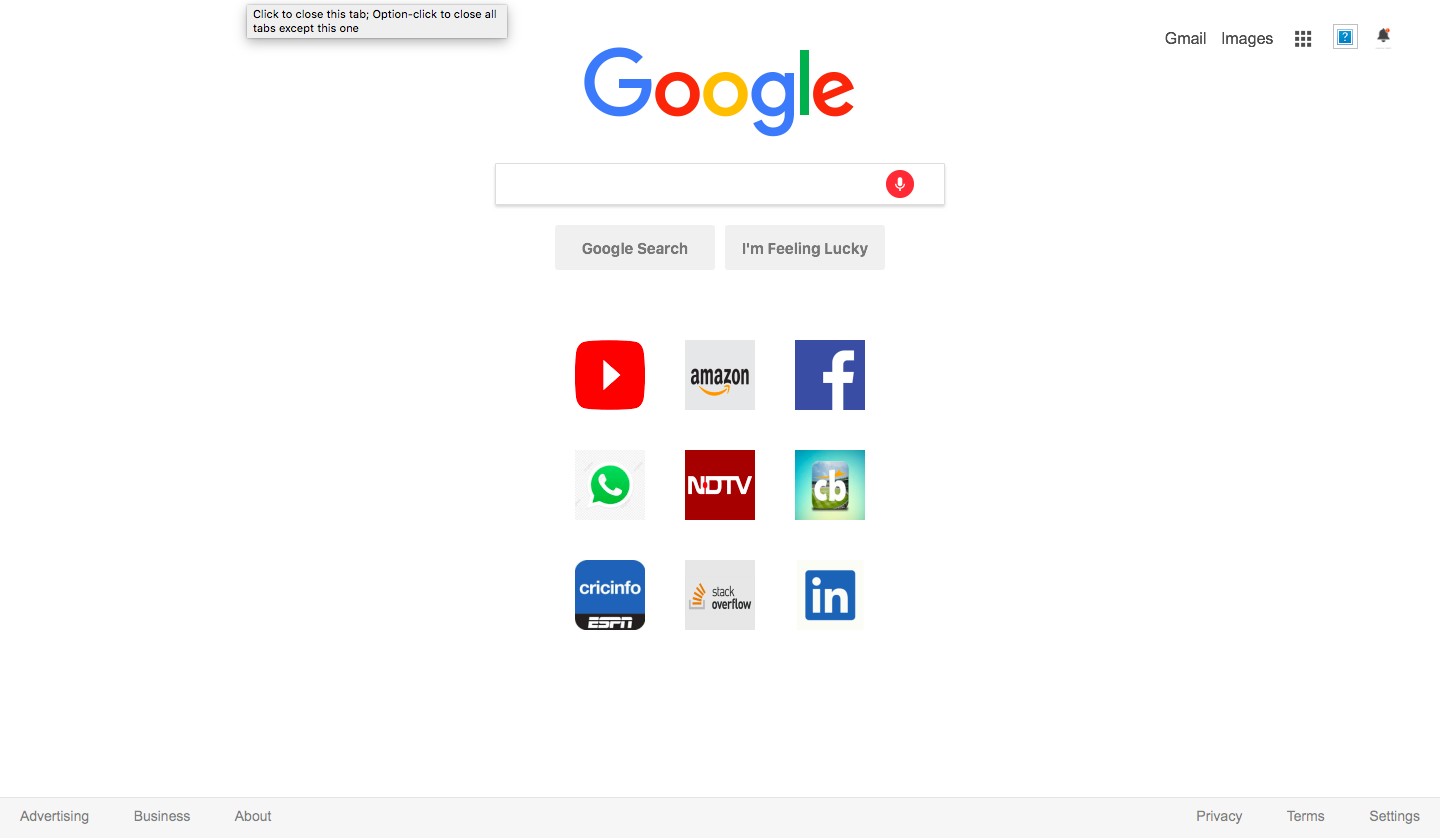 Click to close this tab; Option-click to close all
tabs except this one
Gmail Images
Google
Google Search I'm Feeling Lucky
amazon
f
NDTV
cb
cricinfo
ESPN
stack
overflow
in
Advertising Business About Privacy Terms Settings